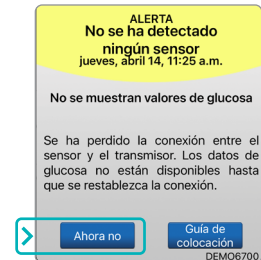 ALERTA
No se ha detectado
ningún sensor
jueves, abril 14, 11:25 a.m.
No se muestran valores de glucosa
Se ha perdido la conexión entre el
sensor y el transmisor. Los datos de
glucosa no están disponibles hasta
que se restablezca la conexión.
Ahora no
Guía de
colocación
DEMO6700